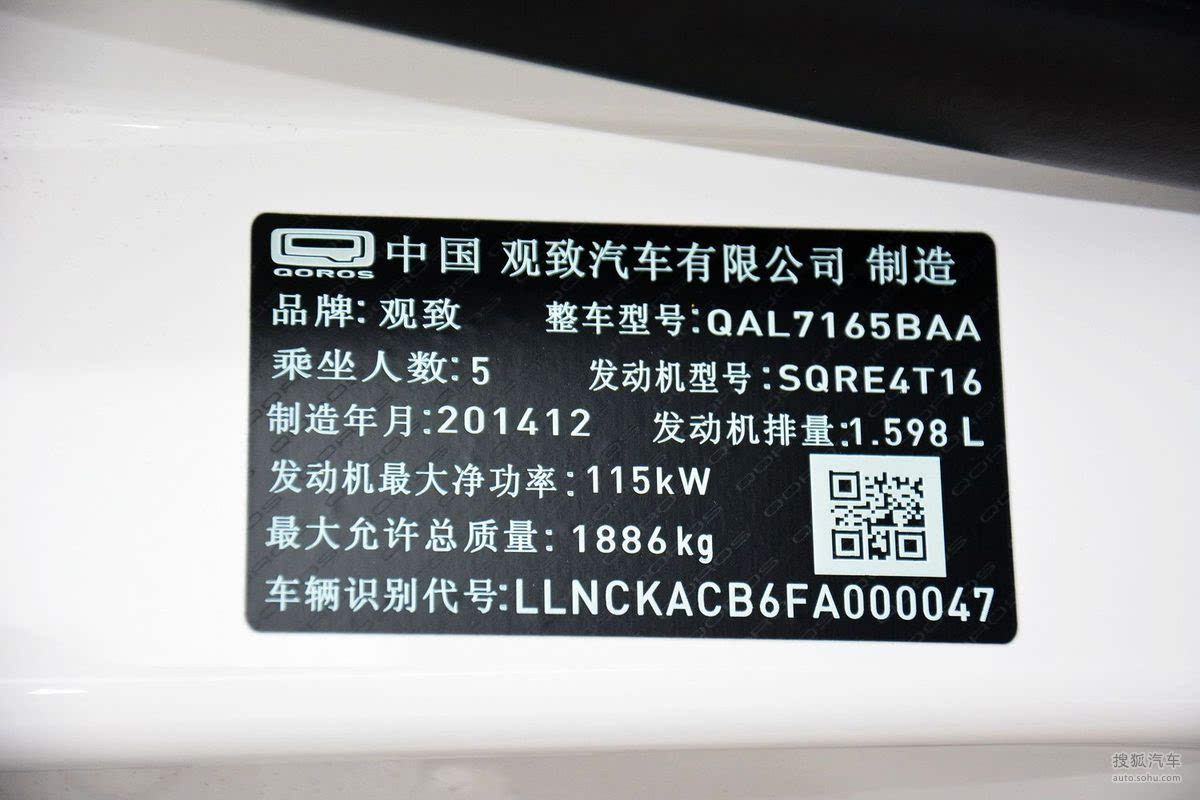 QOROS 中国 观致汽车有限公司 制造
品牌: 观致 整车型号:QAL7165BAA
乘坐人数:5 发动机型号:SQRE4T16
制造年月:201412 发动机排量:1.598 L
发动机最大净功率:115kW
最大允许总质量: 1886kg
车辆识别代号:LLNCKACB6FA000047
搜狐汽车
auto.sohu.com